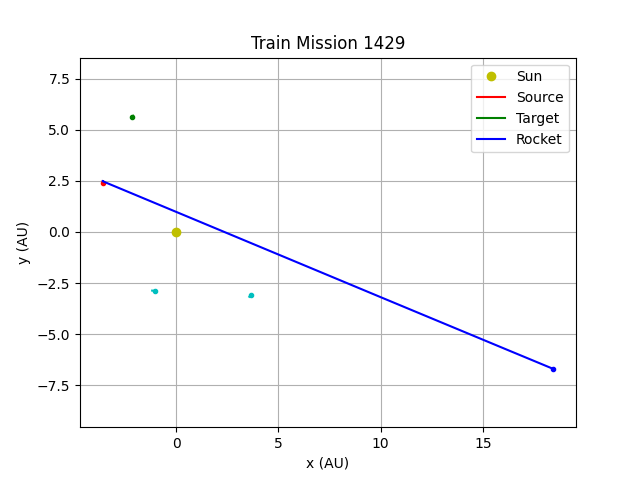 Train Mission 1429
Sun
Source
Target
Rocket
7.5
5.0
2.5
0.0
−2.5
−5.0
−7.5
y (AU)
0
5
10
15
x (AU)